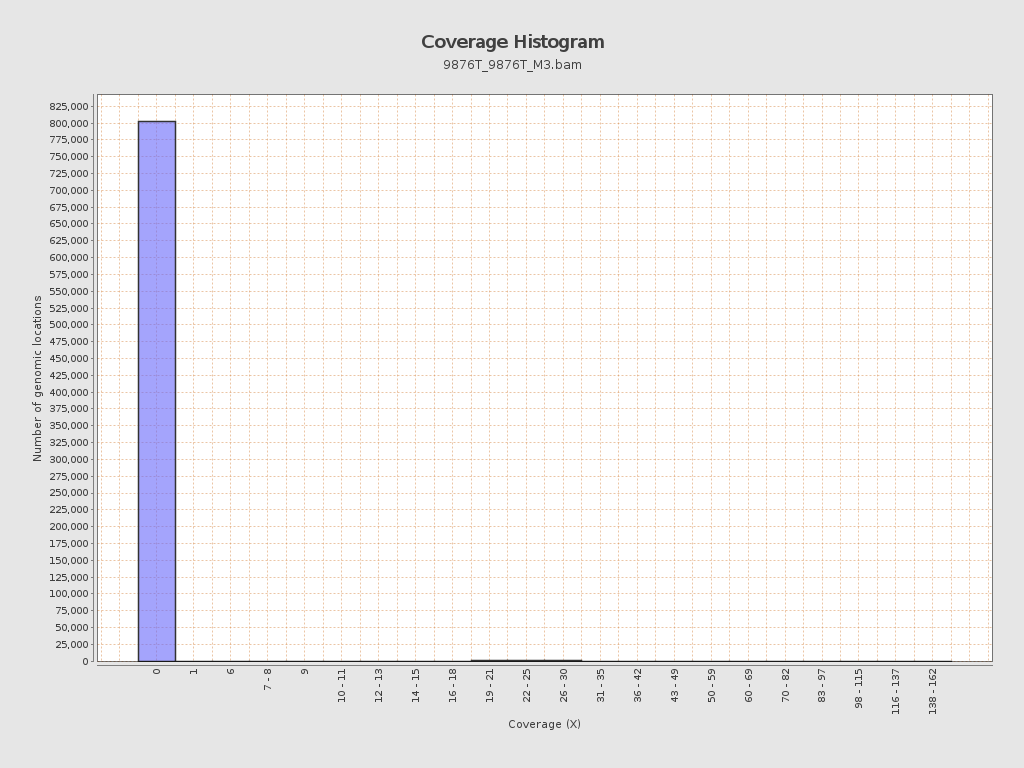 Coverage Histogram
9876T_9876T_M3.bam
825,000
800,000
775,000
750,000
725,000
700,000
675,000
650,000
625,000
600,000
575,000
550,000
525,000
500,000
475,000
450,000
425,000
400,000
375,000
350,000
325,000
300,000
275,000
250,000
225,000
200,000
175,000
150,000
125,000
100,000
75,000
50,000
25,000
0
Number of genomic locations
0
1
6
7 - 8
9
10 - 11
12 - 13
14 - 15
16 - 18
19 - 21
22 - 25
26 - 30
31 - 35
36 - 42
43 - 49
50 - 59
60 - 69
70 - 82
83 - 97
98 - 115
116 - 137
138 - 162
Coverage (X)